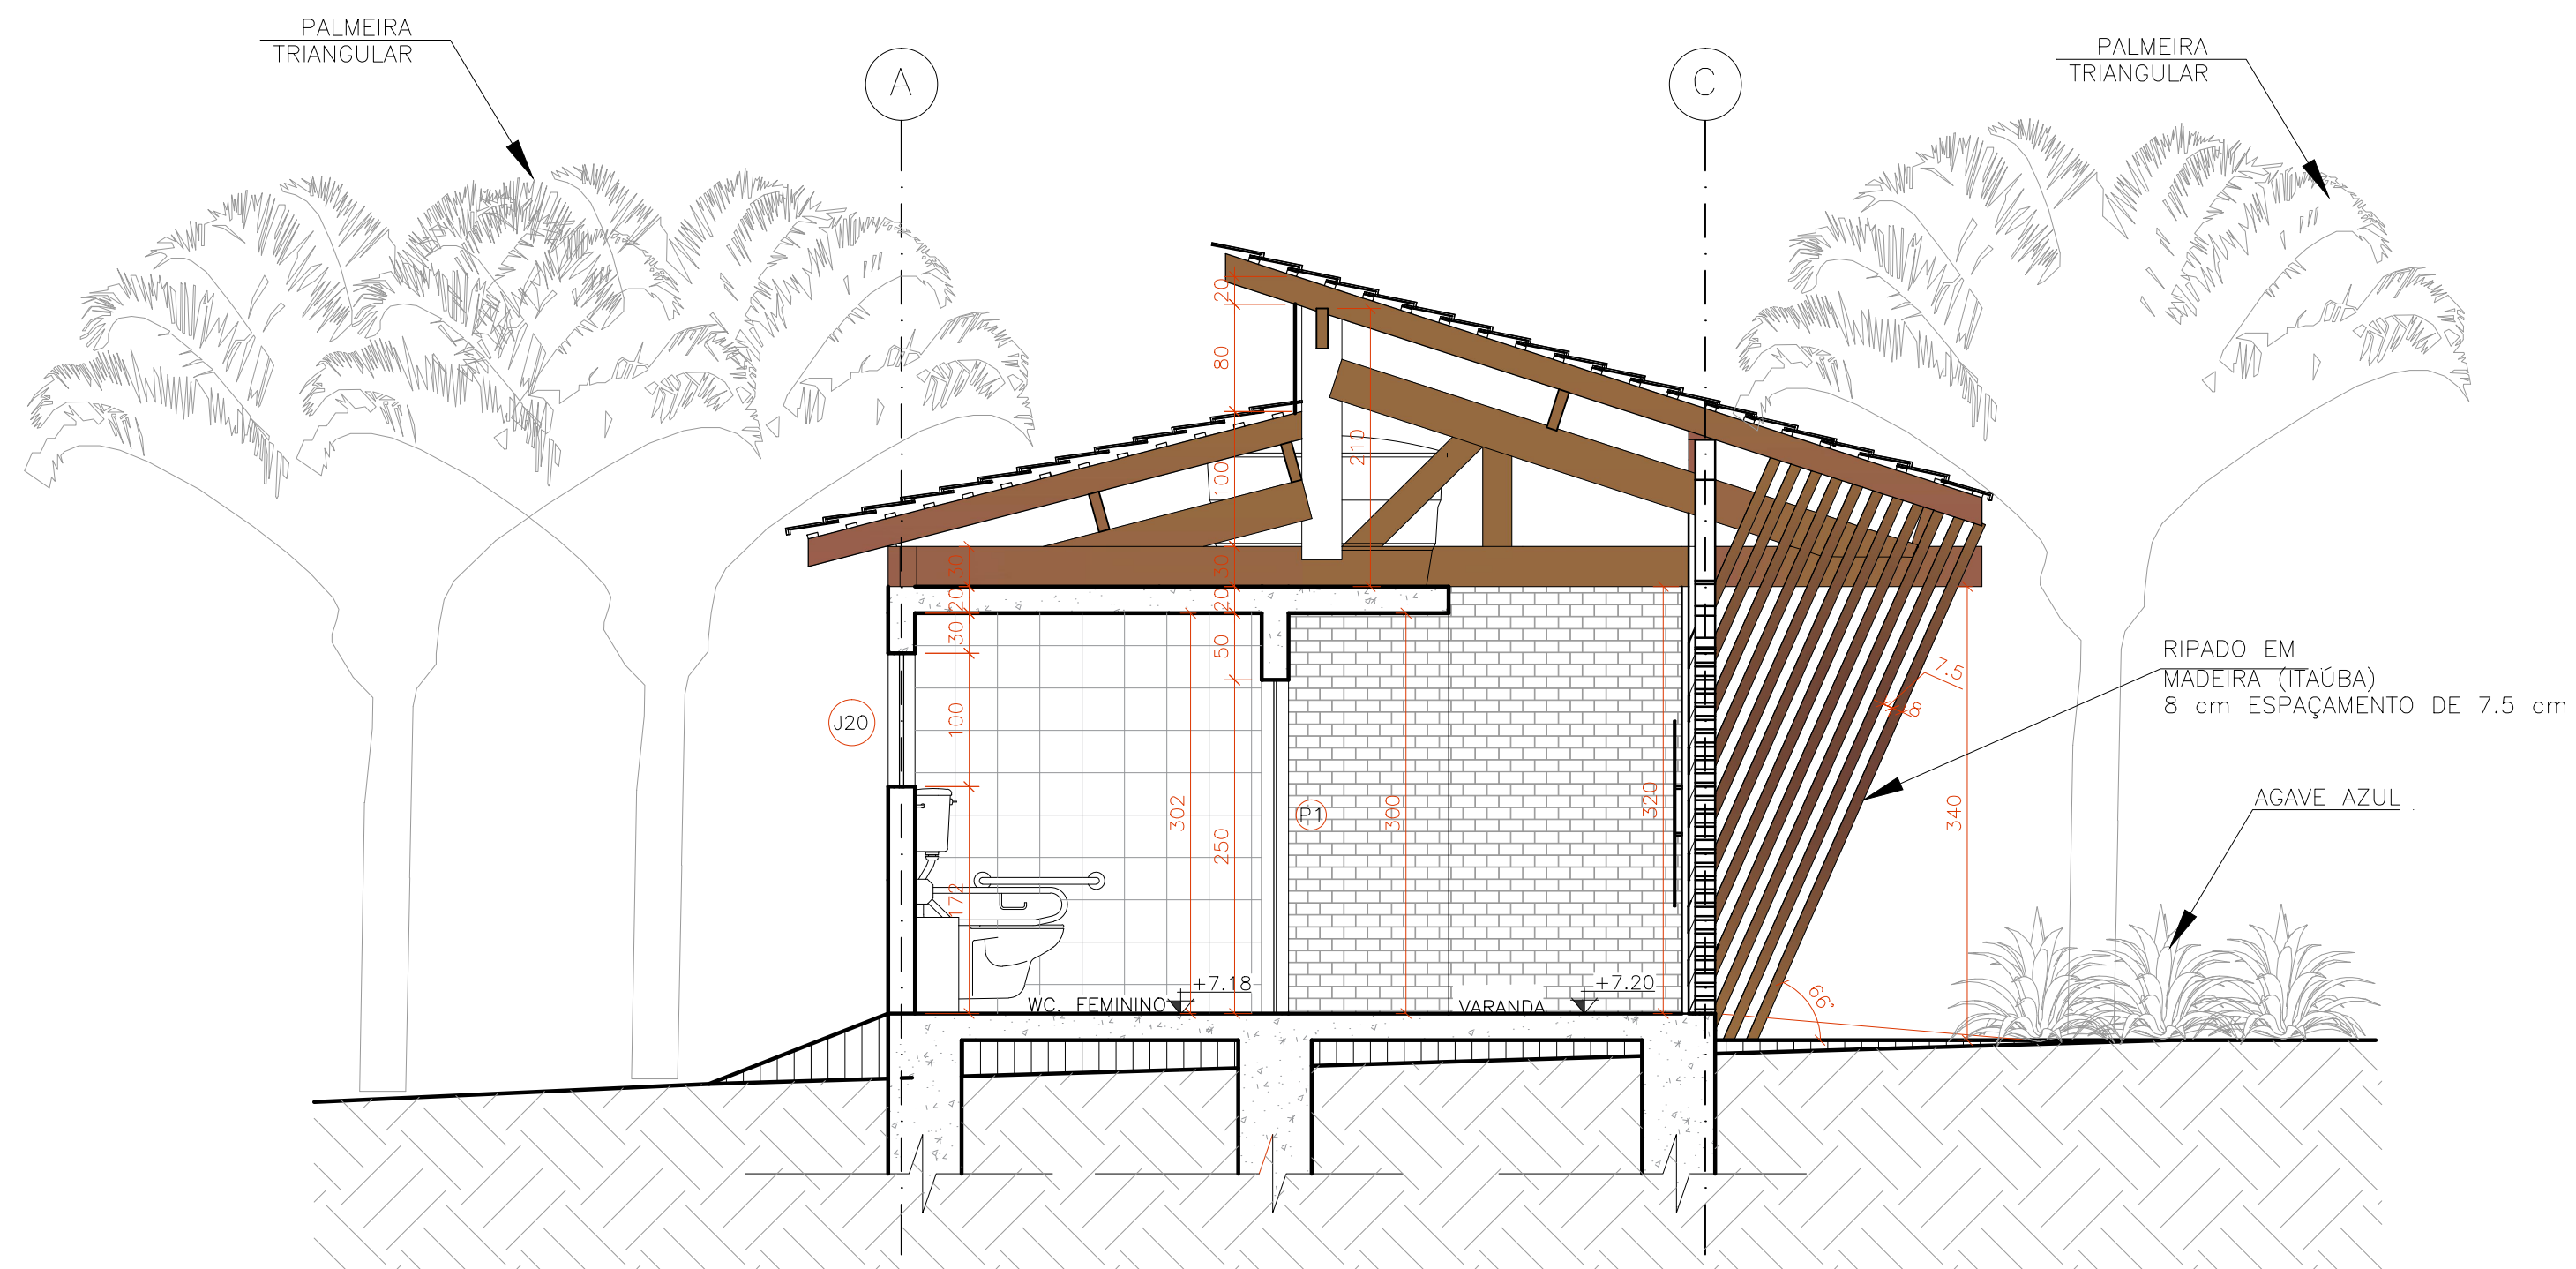 PALMEIRA
TRIANGULAR
A
C
PALMEIRA
TRIANGULAR
20
80
210
100
30
30
20
20
30
50
RIPADO EM
MADEIRA (ITAÚBA)
8 cm ESPAÇAMENTO DE 7.5 cm
7.5
8
J20
100
302
250
P1
300
320
340
AGAVE AZUL
172
+7.18
WC. FEMININO
+7.20
VARANDA
66°